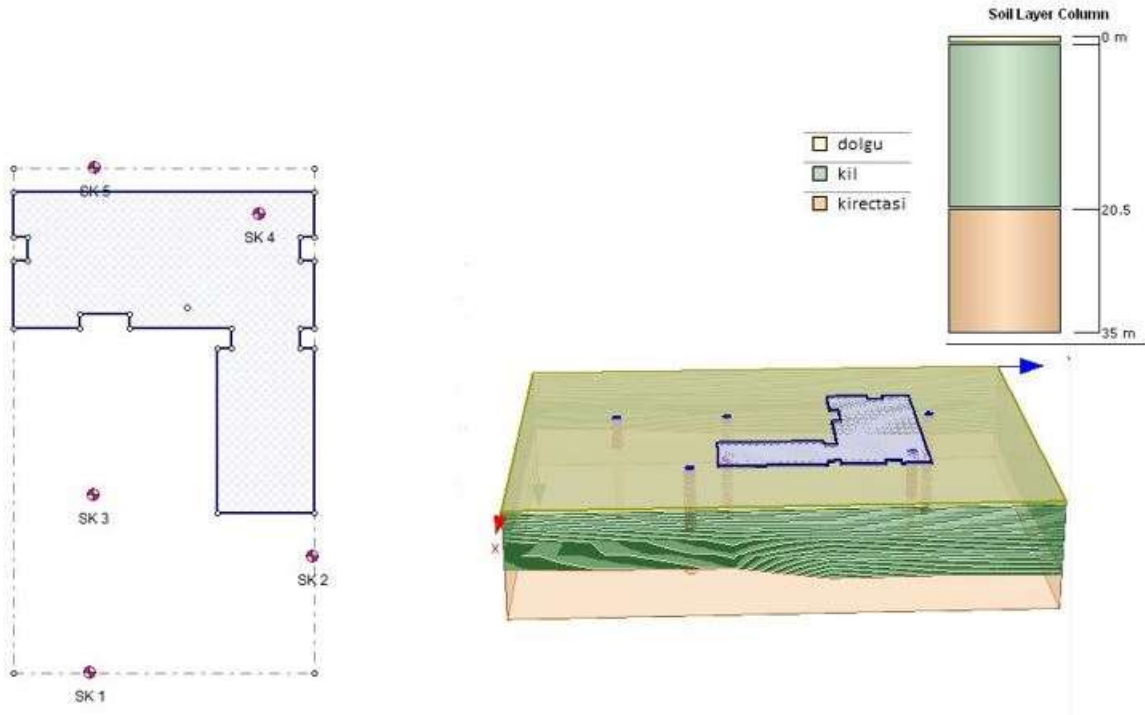 Soil Layer Column
0 m
dolgu
kil
kirectasi
20.5
35 m
SK 5
SK 4
SK 3
SK 2
SK 1
X